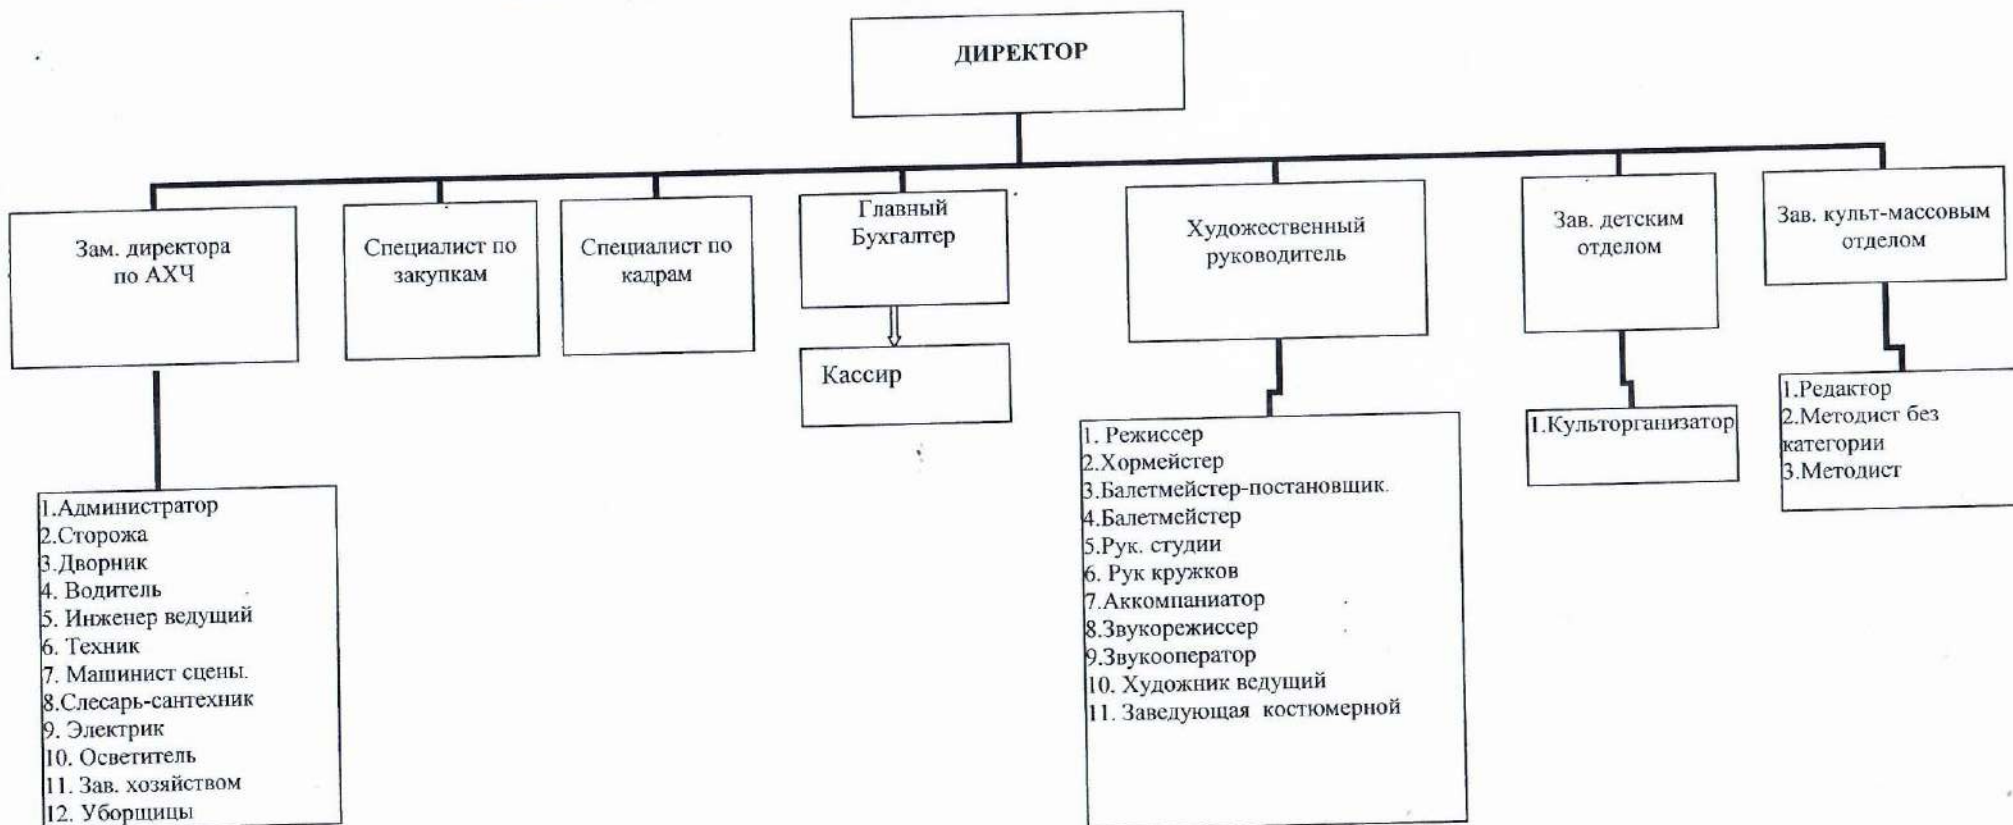 ДИРЕКТОР
Зам. директора
по АХЧ
Специалист по
закупкам
Специалист по
кадрам
Главный
Бухгалтер
Художественный
руководитель
Зав. детским
отделом
Зав. культ-массовым
отделом
Кассир
1.Администратор
2.Сторожа
3.Дворник
4. Водитель
5. Инженер ведущий
6. Техник
7. Машинист сцены.
8.Слесарь-сантехник
9. Электрик
10. Осветитель
11. Зав. хозяйством
12. Уборщицы
1. Режиссер
2.Хормейстер
3.Балетмейстер-постановщик.
4.Балетмейстер
5.Рук. студии
6. Рук кружков
7.Аккомпаниатор
8.Звукорежиссер
9.Звукооператор
10. Художник ведущий
11. Заведующая костюмерной
1.Культорганизатор
1.Редактор
2.Методист без
категории
3.Методист